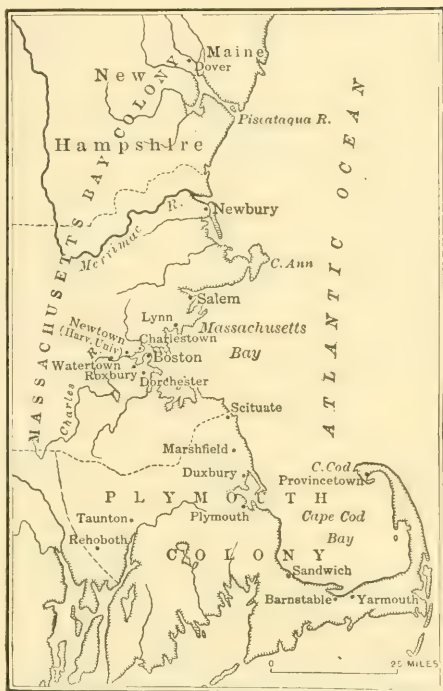 Maine
New
Dover
Piscataqua R.
Hampshire
MASSACHUSETTS BAY COLONY
ATLANTIC OCEAN
Newbury
Merrimac R.
C. Ann
Salem
Lynn
Massachusetts
Bay
Newtown
(Harv. Univ)
Charlestown
Boston
Watertown
Roxbury
Dorchester
Charles R.
Scituate
Marshfield
C. Cod
Provincetown
Duxbury
PLYMOUTH
Plymouth
Cape Cod
Bay
Taunton
Rehoboth
COLONY
Sandwich
Barnstable
Yarmouth
0 25 MILES